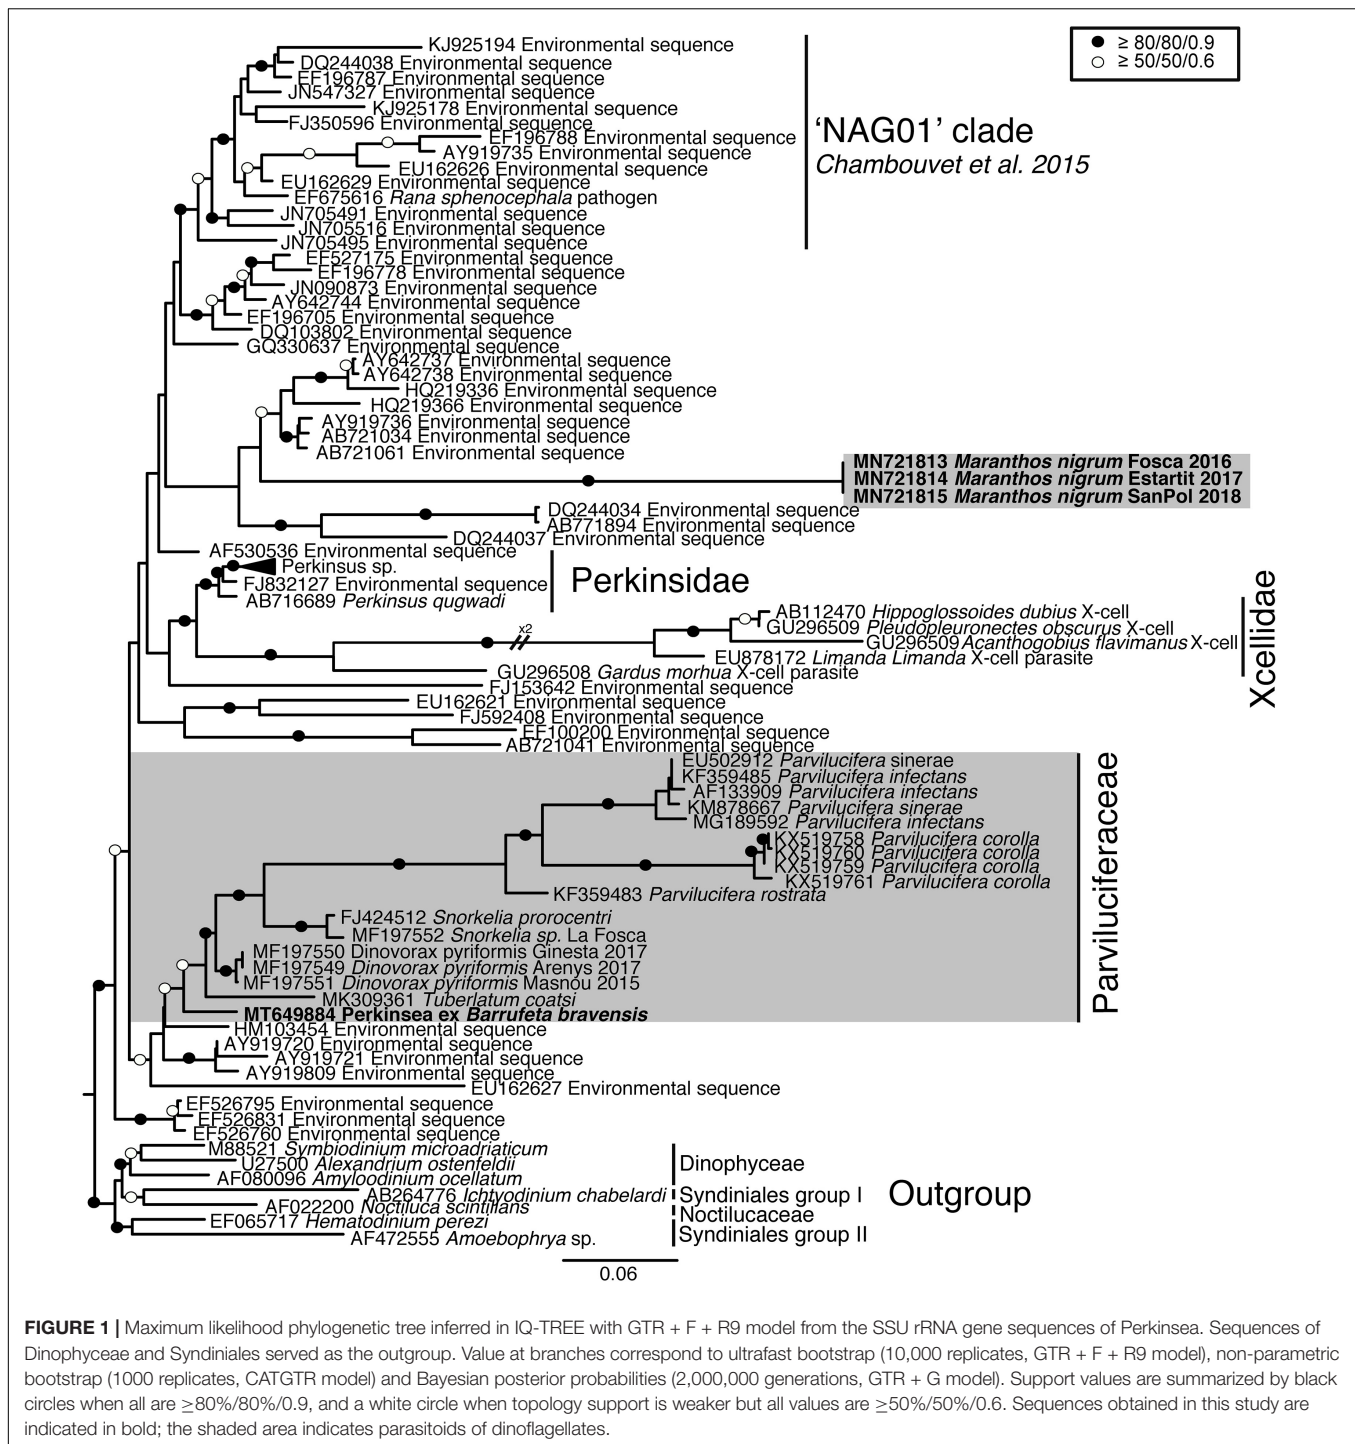 ≥ 80/80/0.9
≥ 50/50/0.6
KJ925194 Environmental sequence
DQ244038 Environmental sequence
EF196787 Environmental sequence
JN547327 Environmental sequence
KJ925178 Environmental sequence
FJ350596 Environmental sequence
EF196788 Environmental sequence
AY919735 Environmental sequence
EU162626 Environmental sequence
EU162629 Environmental sequence
EF675616 Rana sphenocephala pathogen
JN705491 Environmental sequence
JN705516 Environmental sequence
JN705495 Environmental sequence
'NAG01' clade
Chambouvet et al. 2015
EF527175 Environmental sequence
EF196778 Environmental sequence
JN090873 Environmental sequence
AY642744 Environmental sequence
EF196705 Environmental sequence
DQ103802 Environmental sequence
GQ330637 Environmental sequence
AY642737 Environmental sequence
AY642738 Environmental sequence
HQ219336 Environmental sequence
HQ219366 Environmental sequence
AY919736 Environmental sequence
AB721034 Environmental sequence
AB721061 Environmental sequence
MN721813 Maranthos nigrum Fosca 2016
MN721814 Maranthos nigrum Estartit 2017
MN721815 Maranthos nigrum SanPol 2018
DQ244034 Environmental sequence
AB771894 Environmental sequence
DQ244037 Environmental sequence
AF530536 Environmental sequence
Perkinsus sp.
FJ832127 Environmental sequence
AB716689 Perkinsus qugwadi
Perkinsidae
x2
AB112470 Hippoglossoides dubius X-cell
GU296509 Pleudopleuronectes obscurus X-cell
GU296509 Acanthogobius flavimanus X-cell
EU878172 Limanda Limanda X-cell parasite
GU296508 Gardus morhua X-cell parasite
Xcellidae
FJ153642 Environmental sequence
EU162621 Environmental sequence
FJ592408 Environmental sequence
EF100200 Environmental sequence
AB721041 Environmental sequence
EU502912 Parvilucifera sinerae
KF359485 Parvilucifera infectans
AF133909 Parvilucifera infectans
KM878667 Parvilucifera sinerae
MG189592 Parvilucifera infectans
KX519758 Parvilucifera corolla
KX519760 Parvilucifera corolla
KX519759 Parvilucifera corolla
KX519761 Parvilucifera corolla
KF359483 Parvilucifera rostrata
FJ424512 Snorkelia prorocentri
MF197552 Snorkelia sp. La Fosca
MF197550 Dinovorax pyriformis Ginesta 2017
MF197549 Dinovorax pyriformis Arenys 2017
MF197551 Dinovorax pyriformis Masnou 2015
MK309361 Tuberlatum coatsi
MT649884 Perkinsea ex Barrufeta bravensis
Parviluciferaceae
HM103454 Environmental sequence
AY919720 Environmental sequence
AY919721 Environmental sequence
AY919809 Environmental sequence
EU162627 Environmental sequence
EF526795 Environmental sequence
EF526831 Environmental sequence
EF526760 Environmental sequence
M88521 Symbiodinium microadriaticum
U27500 Alexandrium ostenfeldii
AF080096 Amyloodinium ocellatum
AB264776 Ichtyodinium chabelardi
AF022200 Noctiluca scintillans
EF065717 Hematodinium perezi
AF472555 Amoebophrya sp.
Dinophyceae
Syndiniales group I
Noctilucaceae
Syndiniales group II
Outgroup
0.06
FIGURE 1 | Maximum likelihood phylogenetic tree inferred in IQ-TREE with GTR + F + R9 model from the SSU rRNA gene sequences of Perkinsea. Sequences of
Dinophyceae and Syndiniales served as the outgroup. Value at branches correspond to ultrafast bootstrap (10,000 replicates, GTR + F + R9 model), non-parametric
bootstrap (1000 replicates, CATGTR model) and Bayesian posterior probabilities (2,000,000 generations, GTR + G model). Support values are summarized by black
circles when all are ≥80%/80%/0.9, and a white circle when topology support is weaker but all values are ≥50%/50%/0.6. Sequences obtained in this study are
indicated in bold; the shaded area indicates parasitoids of dinoflagellates.